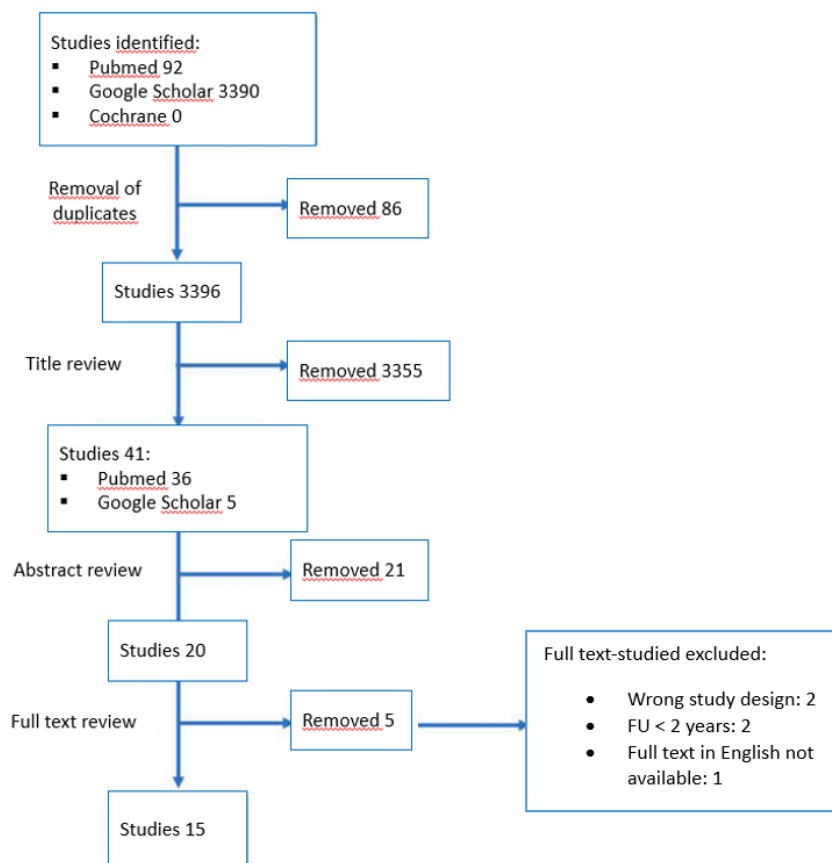 Studies identified:
▪ Pubmed 92
▪ Google Scholar 3390
▪ Cochrane 0
Removal of
duplicates
Removed 86
Studies 3396
Title review
Removed 3355
Studies 41:
▪ Pubmed 36
▪ Google Scholar 5
Abstract review
Removed 21
Studies 20
Full text review
Removed 5
Full text-studied excluded:
• Wrong study design: 2
• FU < 2 years: 2
• Full text in English not
available: 1
Studies 15